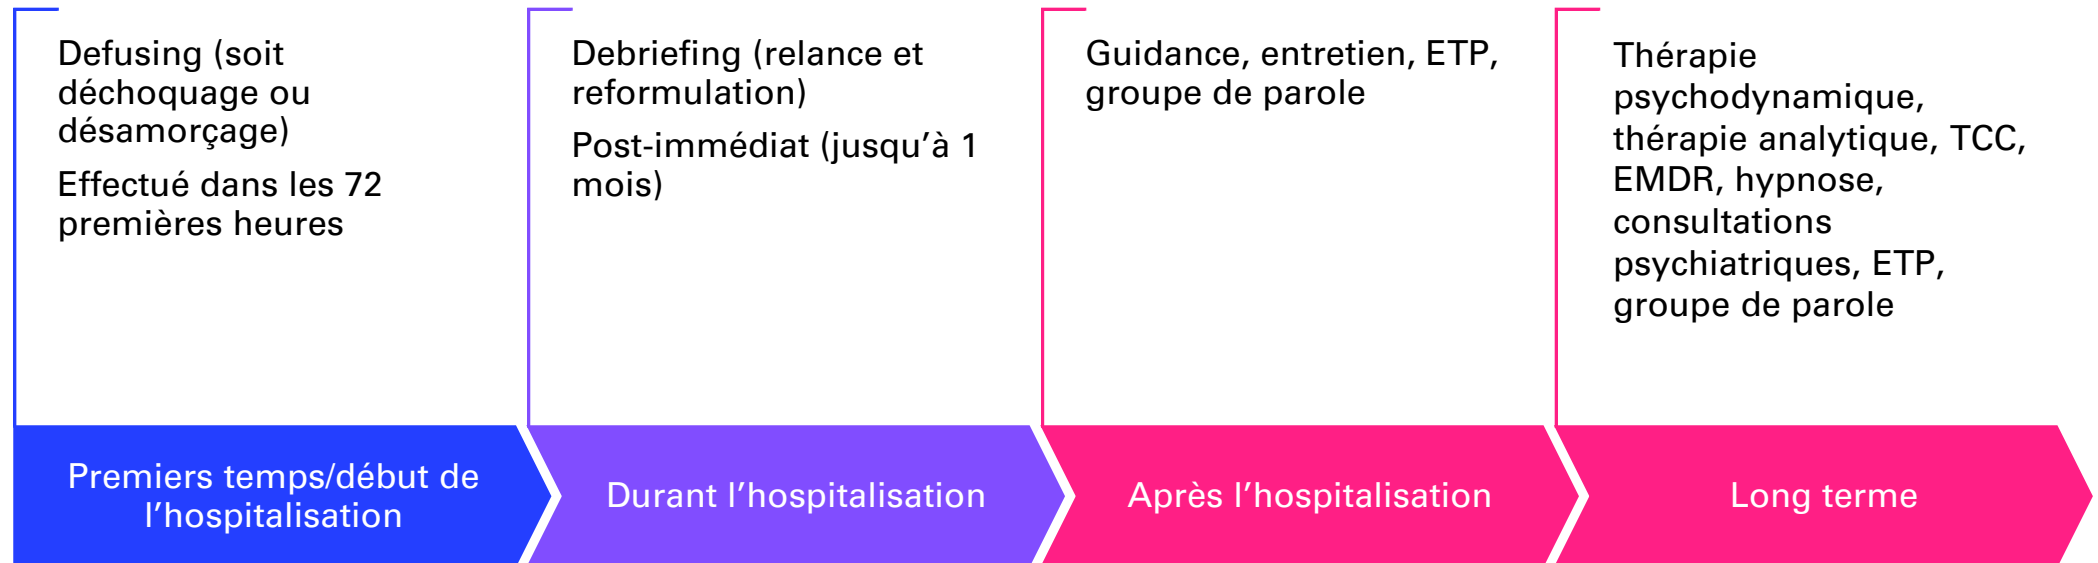 Defusing (soit
déchoquage ou
désamorçage)
Effectué dans les 72
premières heures
Debriefing (relance et
reformulation)
Post-immédiat (jusqu’à 1
mois)
Guidance, entretien, ETP,
groupe de parole
Thérapie
psychodynamique,
thérapie analytique, TCC,
EMDR, hypnose,
consultations
psychiatriques, ETP,
groupe de parole
Premiers temps/début de
l’hospitalisation
Durant l’hospitalisation
Après l’hospitalisation
Long terme